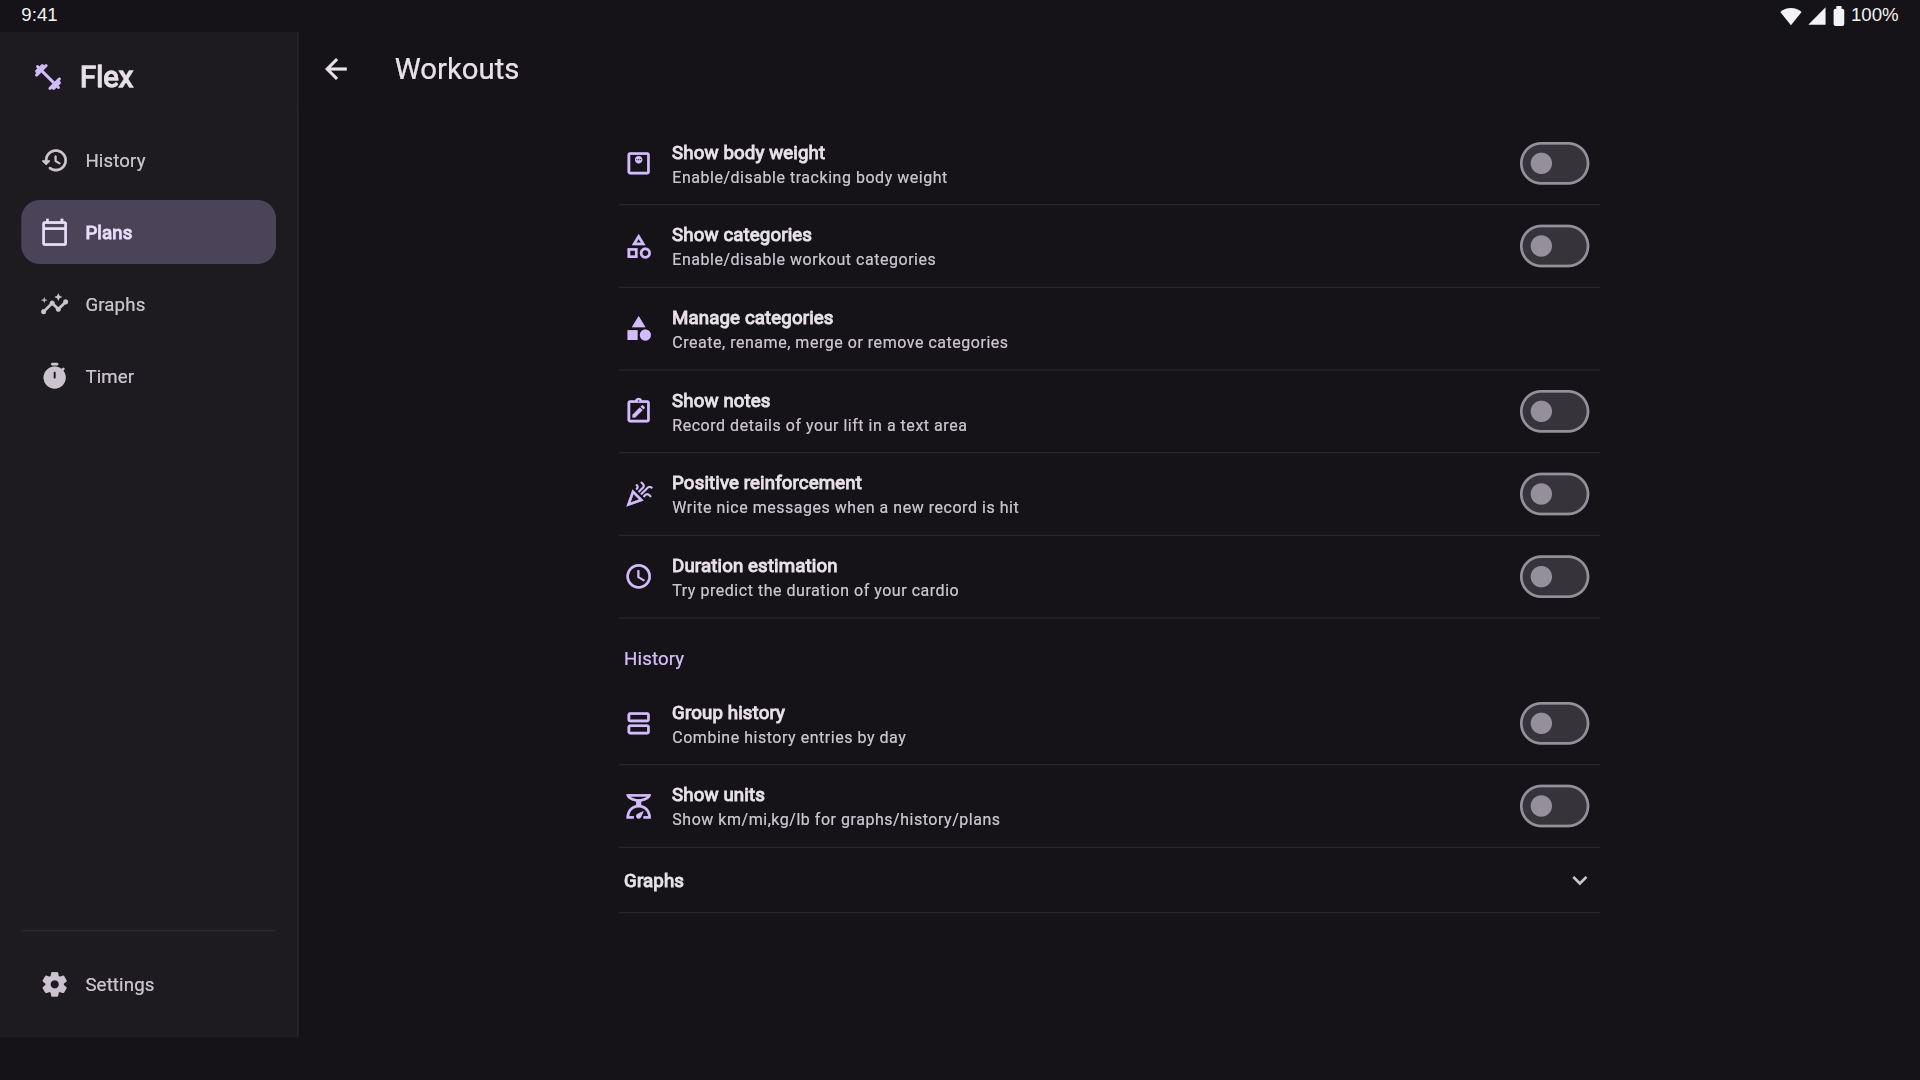 9:41
100%
Flex
Workouts
History
Plans
Graphs
Timer
Settings
Show body weight
Enable/disable tracking body weight
Show categories
Enable/disable workout categories
Manage categories
Create, rename, merge or remove categories
Show notes
Record details of your lift in a text area
Positive reinforcement
Write nice messages when a new record is hit
Duration estimation
Try predict the duration of your cardio
History
Group history
Combine history entries by day
Show units
Show km/mi,kg/lb for graphs/history/plans
Graphs